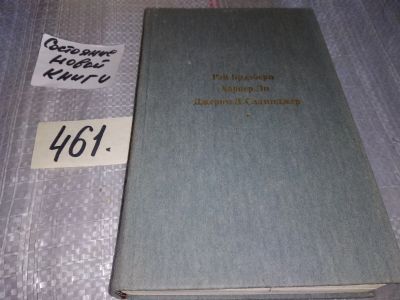 Состояние
новой
книги
461.
Рэй Брэдбери
Харпер Ли
Джером Д. Сэлинджер